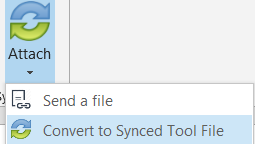 Attach
Send a file
Convert to Synced Tool File